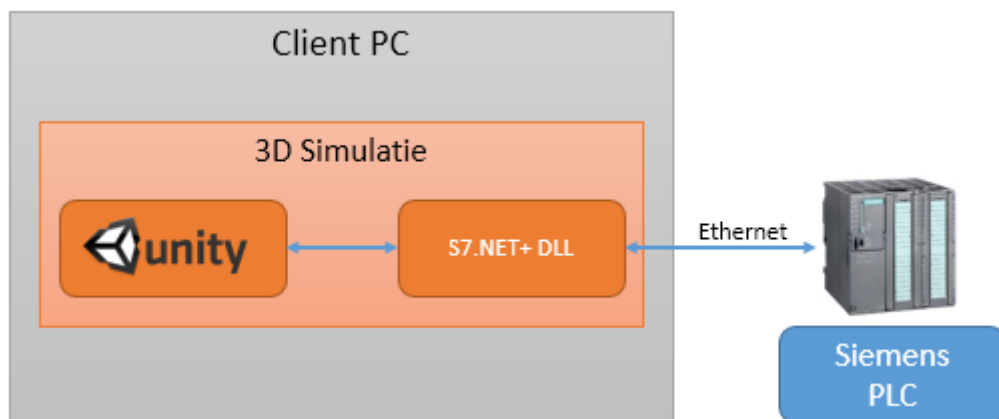 Client PC
3D Simulatie
unity
S7.NET+ DLL
Ethernet
Siemens
PLC